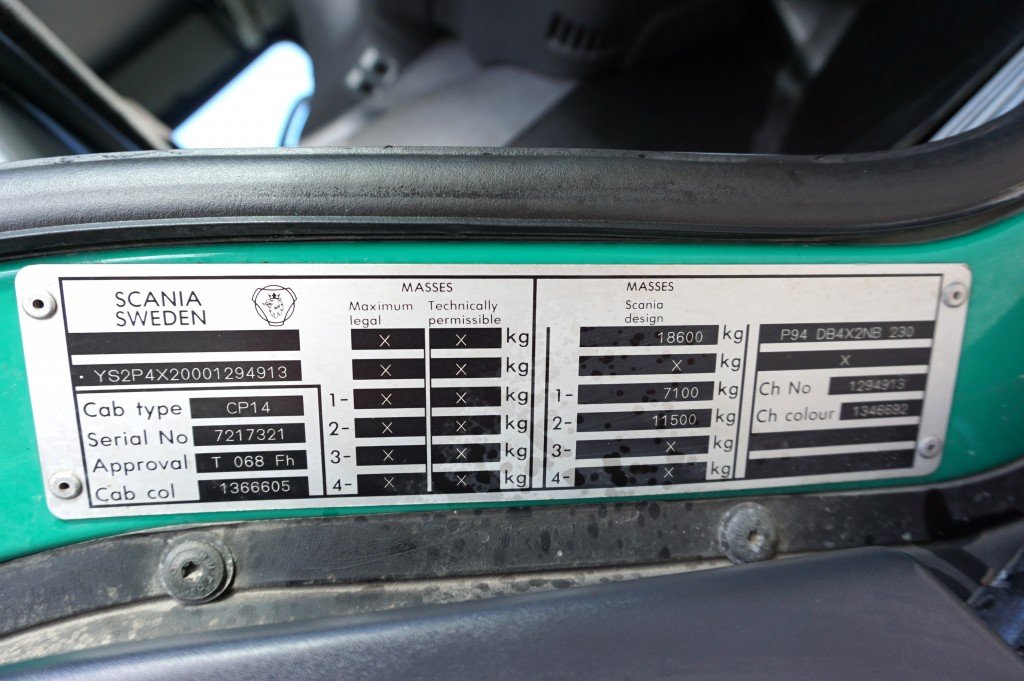 SCANIA
SWEDEN
YS2P4X20001294913
Cab type CP14
Serial No 7217321
Approval T 068 Fh
Cab col 1366605
MASSES
Maximum legal Technically permissible
X X kg
X X kg
1- X X kg
2- X X kg
3- X X kg
4- X X kg
MASSES
Scania
design
18600 kg
X kg
1- 7100 kg
2- 11500 kg
3- X kg
4- X kg
P94 DB4X2NB 230
X
Ch No 1294913
Ch colour 1346692